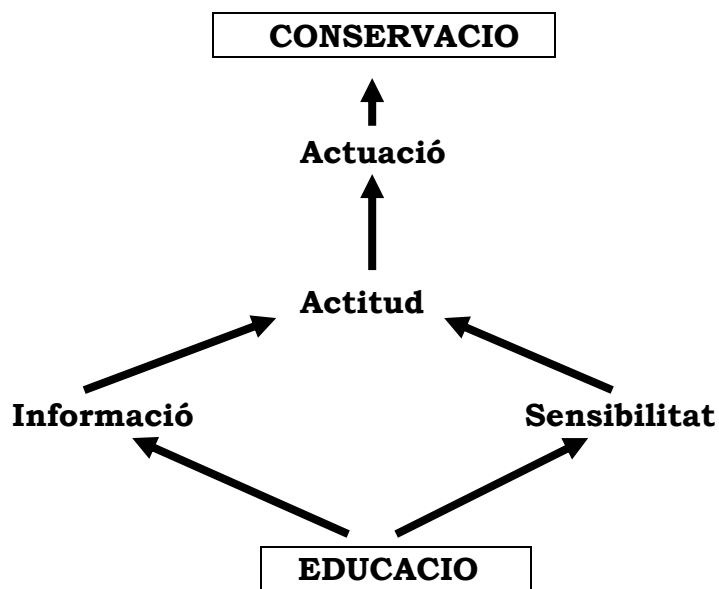 CONSERVACIO
Actuació
Actitud
Informació
Sensibilitat
EDUCACIO